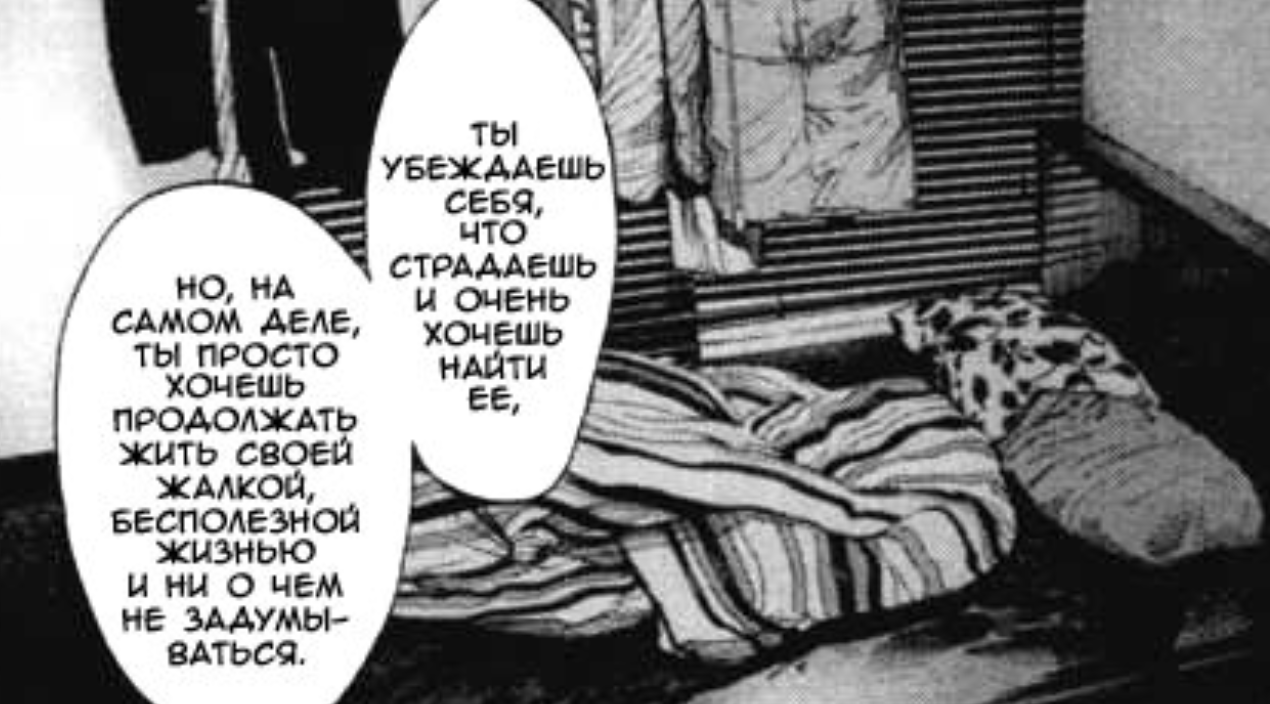 ТЫ
УБЕЖДАЕШЬ
СЕБЯ,
ЧТО
СТРАДАЕШЬ
И ОЧЕНЬ
ХОЧЕШЬ
НАЙТИ
ЕЕ,
НО, НА
САМОМ ДЕЛЕ,
ТЫ ПРОСТО
ХОЧЕШЬ
ПРОДОЛЖАТЬ
ЖИТЬ СВОЕЙ
ЖАЛКОЙ,
БЕСПОЛЕЗНОЙ
ЖИЗНЬЮ
И НИ О ЧЕМ
НЕ ЗАДУМЫ-
ВАТЬСЯ.